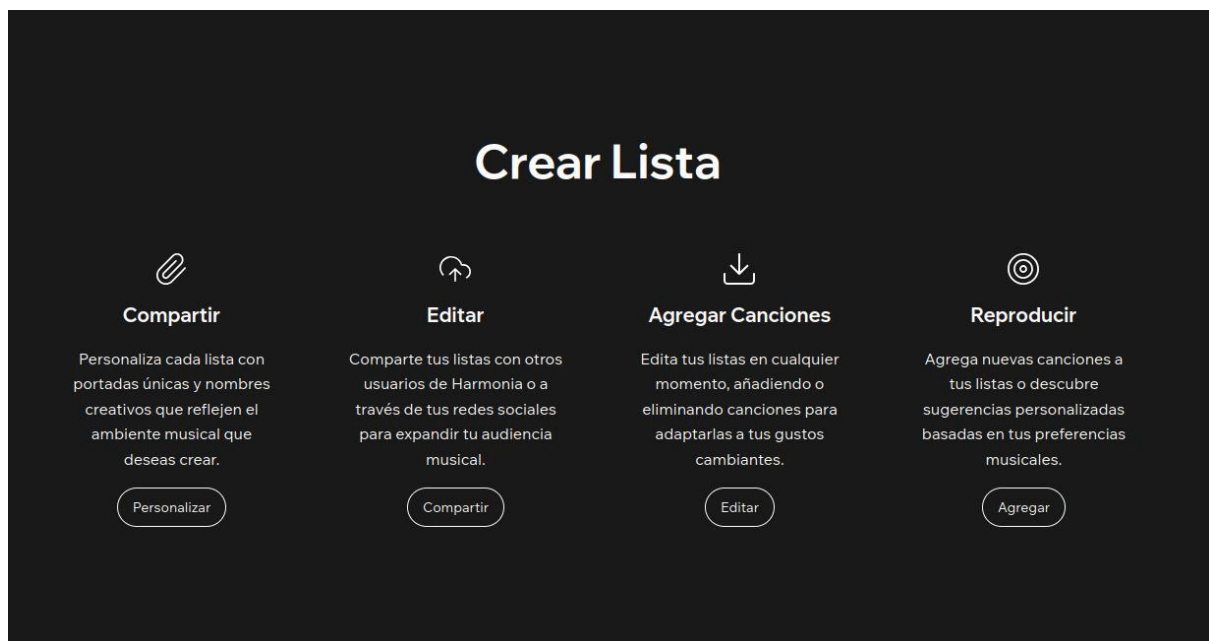 Crear Lista
Compartir
Personaliza cada lista con
portadas únicas y nombres
creativos que reflejen el
ambiente musical que
deseas crear.
Personalizar
Editar
Comparte tus listas con otros
usuarios de Harmonia o a
través de tus redes sociales
para expandir tu audiencia
musical.
Compartir
Agregar Canciones
Edita tus listas en cualquier
momento, añadiendo o
eliminando canciones para
adaptarlas a tus gustos
cambiantes.
Editar
Reproducir
Agrega nuevas canciones a
tus listas o descubre
sugerencias personalizadas
basadas en tus preferencias
musicales.
Agregar